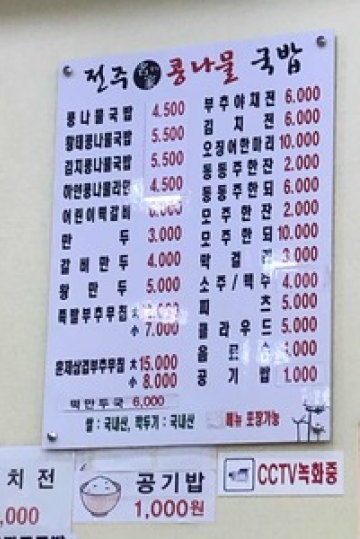 전주 콩나물 국밥
콩나물국밥 4.500
황태콩나물국밥 5.500
김치콩나물국밥 5.500
하얀콩나물라면 4.500
어린이떡갈비
만두 3.000
갈비만두 4.000
왕만두 5.000
족발부추무침 大
小 7.000
훈제삼겹부추무침 大 15.000
小 8.000
떡만두국 6,000
부추야채전 6.000
김치전 6.000
오징어한마리 10.000
동동주한잔 2.000
동동주한되 6.000
모주한잔 2.000
모주한되 10.000
막걸리 3.000
소주/맥주 4.000
피츠 5.000
클라우드 5.000
음료수 1.000
공기밥 1.000
쌀 : 국내산, 깍두기 : 국내산
메뉴 포장가능
치전
,000
공기밥
1,000원
CCTV녹화중